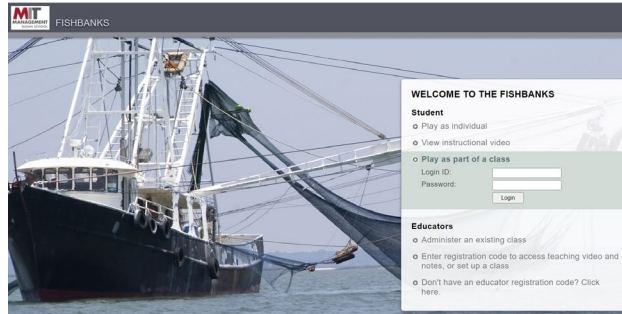 MIT
MANAGEMENT
FISHBANKS
WELCOME TO THE FISHBANKS
Student
Play as individual
View instructional video
Play as part of a class
Login ID:
Password:
Login
Educators
Administer an existing class
Enter registration code to access teaching video and
notes, or set up a class
Don't have an educator registration code? Click
here.